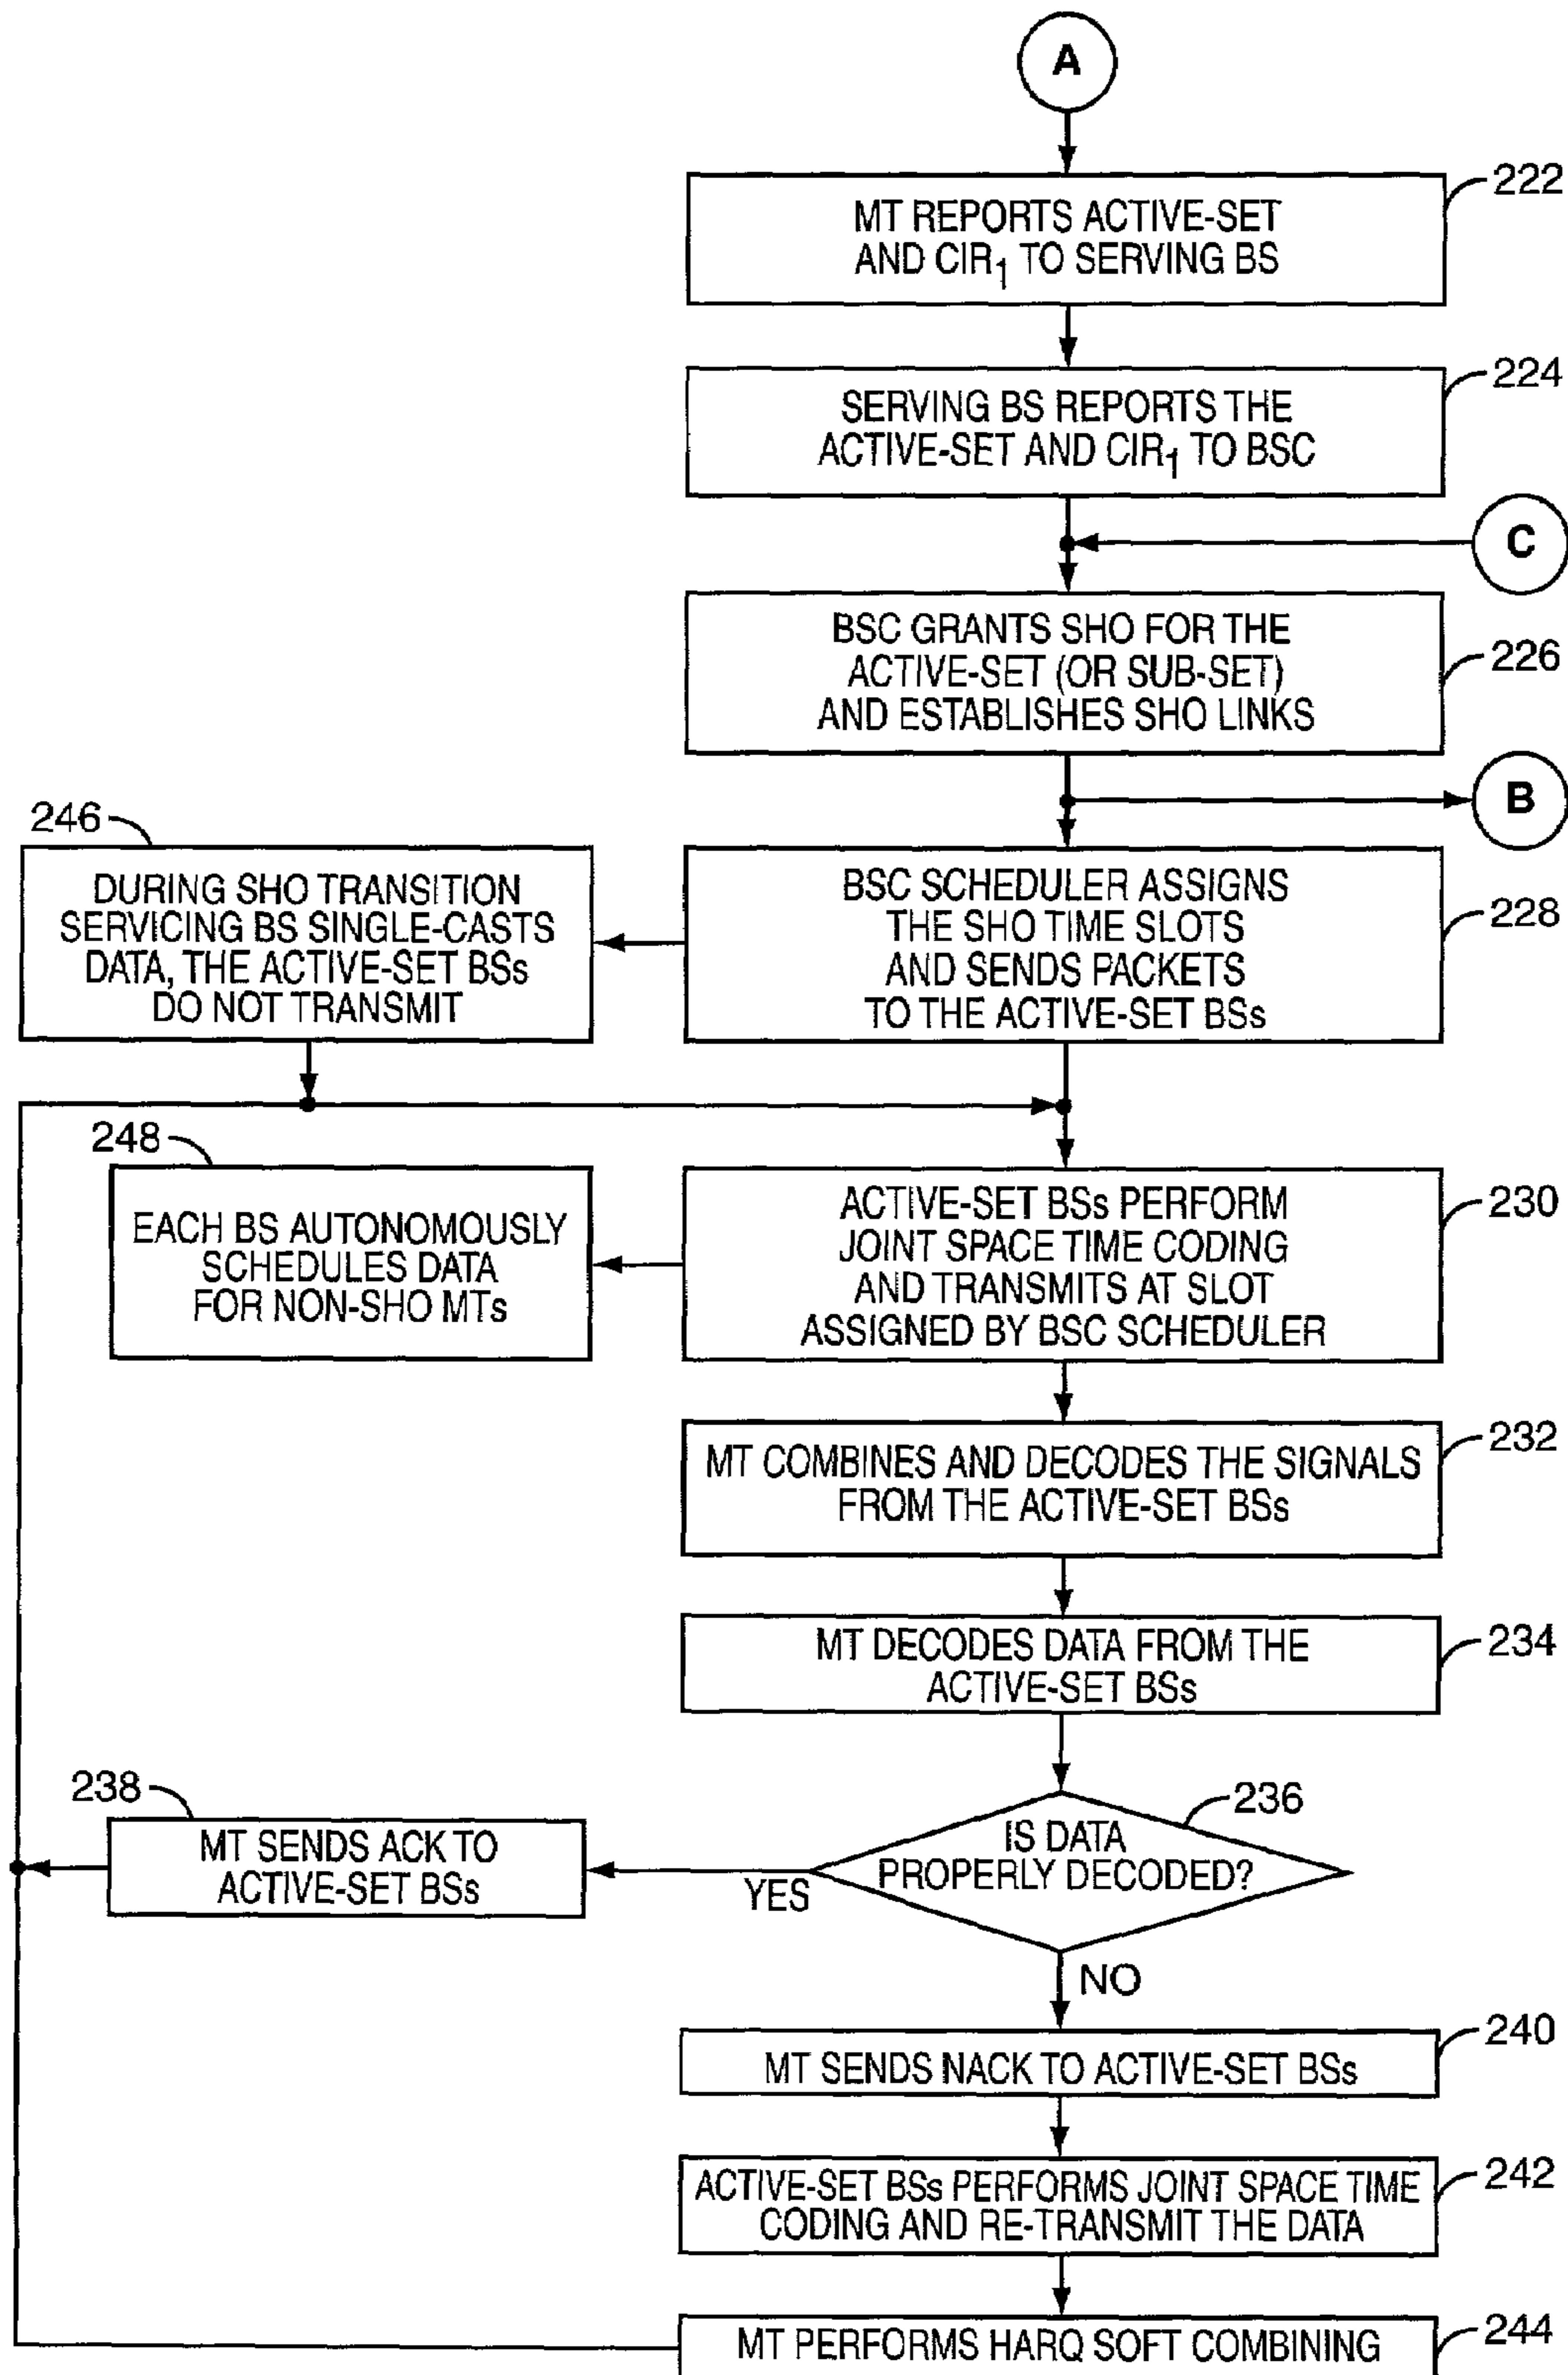 A
222
MT REPORTS ACTIVE-SET
AND CIR1 TO SERVING BS
224
SERVING BS REPORTS THE
ACTIVE-SET AND CIR1 TO BSC
C
BSC GRANTS SHO FOR THE
ACTIVE-SET (OR SUB-SET)
AND ESTABLISHES SHO LINKS
226
B
246
DURING SHO TRANSITION
SERVICING BS SINGLE-CASTS
DATA, THE ACTIVE-SET BSs
DO NOT TRANSMIT
BSC SCHEDULER ASSIGNS
THE SHO TIME SLOTS
AND SENDS PACKETS
TO THE ACTIVE-SET BSs
228
248
EACH BS AUTONOMOUSLY
SCHEDULES DATA
FOR NON-SHO MTs
ACTIVE-SET BSs PERFORM
JOINT SPACE TIME CODING
AND TRANSMITS AT SLOT
ASSIGNED BY BSC SCHEDULER
230
232
MT COMBINES AND DECODES THE SIGNALS
FROM THE ACTIVE-SET BSs
234
MT DECODES DATA FROM THE
ACTIVE-SET BSs
236
IS DATA
PROPERLY DECODED?
YES
238
MT SENDS ACK TO
ACTIVE-SET BSs
NO
240
MT SENDS NACK TO ACTIVE-SET BSs
242
ACTIVE-SET BSs PERFORMS JOINT SPACE TIME
CODING AND RE-TRANSMIT THE DATA
244
MT PERFORMS HARQ SOFT COMBINING